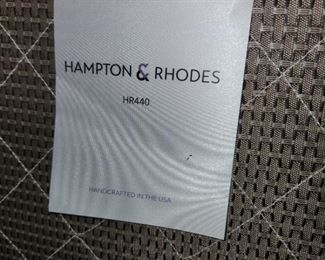 HAMPTON & RHODES
HR440
HANDCRAFTED IN THE USA